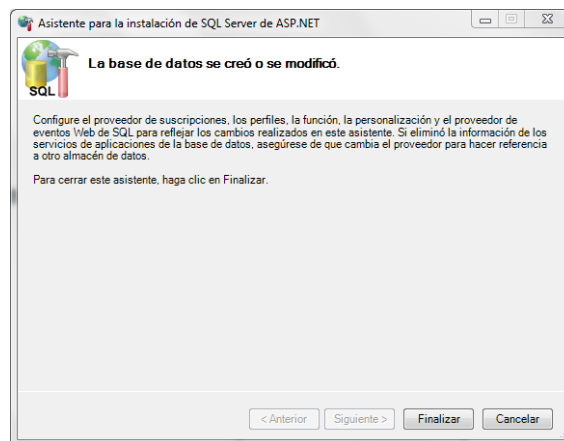 Asistente para la instalación de SQL Server de ASP.NET
SQL
La base de datos se creó o se modificó.
Configure el proveedor de suscripciones, los perfiles, la función, la personalización y el proveedor de
eventos Web de SQL para reflejar los cambios realizados en este asistente. Si eliminó la información de los
servicios de aplicaciones de la base de datos, asegúrese de que cambia el proveedor para hacer referencia
a otro almacén de datos.
Para cerrar este asistente, haga clic en Finalizar.
< Anterior
Siguiente >
Finalizar
Cancelar